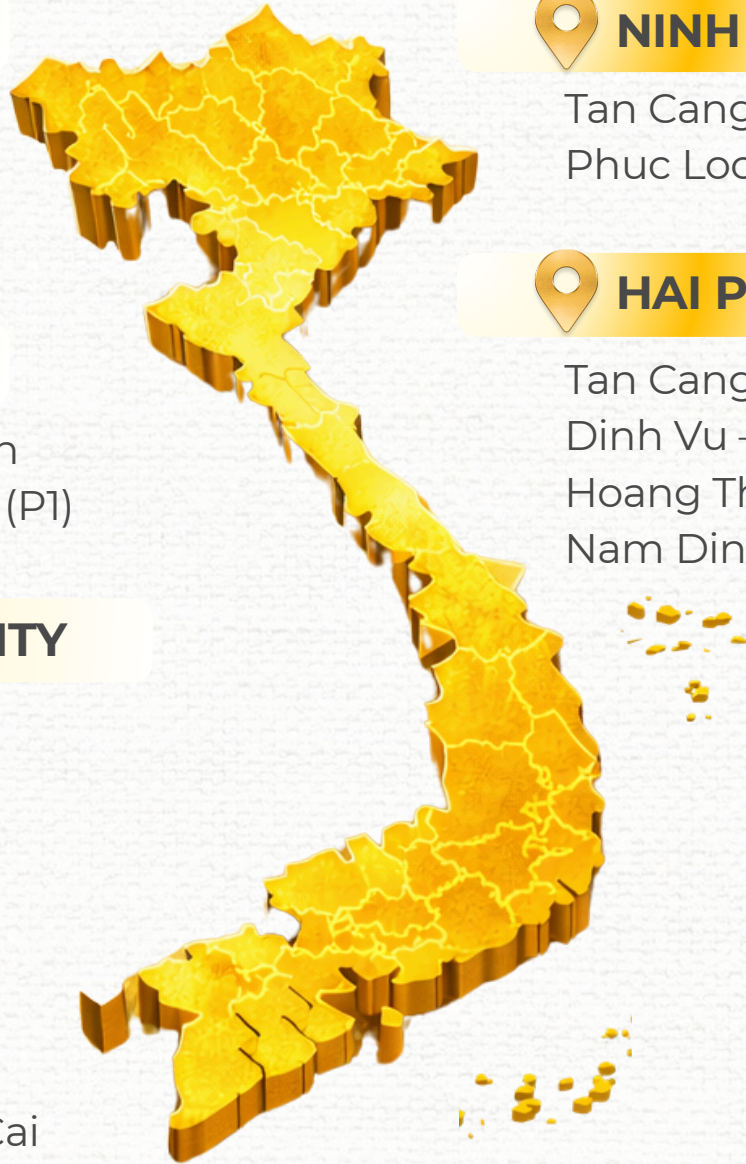 NINH
Tan Cang
Phuc Loc
HAI P
Tan Cang
Dinh Vu -
Hoang Th
Nam Din
n
(P1)
ITY
Cai